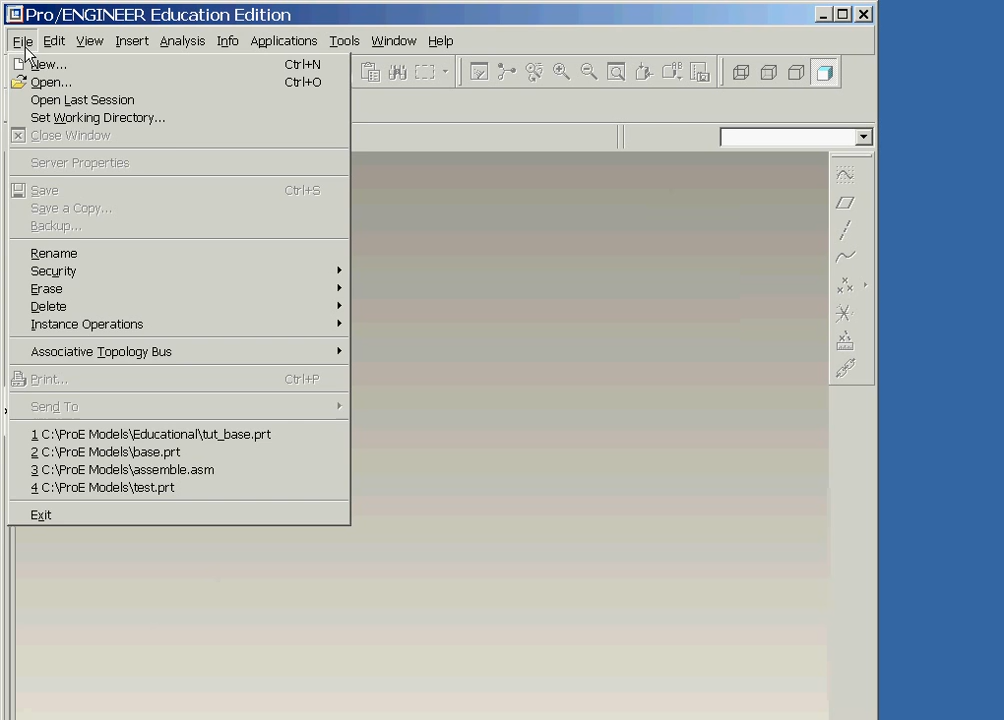 Pro/ENGINEER Education Edition
File Edit View Insert Analysis Info Applications Tools Window Help
New... Ctrl+N
Open... Ctrl+O
Open Last Session
Set Working Directory...
Close Window
Server Properties
Save Ctrl+S
Save a Copy...
Backup...
Rename
Security
Erase
Delete
Instance Operations
Associative Topology Bus
Print... Ctrl+P
Send To
1 C:\ProE Models\Educational\tut_base.prt
2 C:\ProE Models\base.prt
3 C:\ProE Models\assemble.asm
4 C:\ProE Models\test.prt
Exit